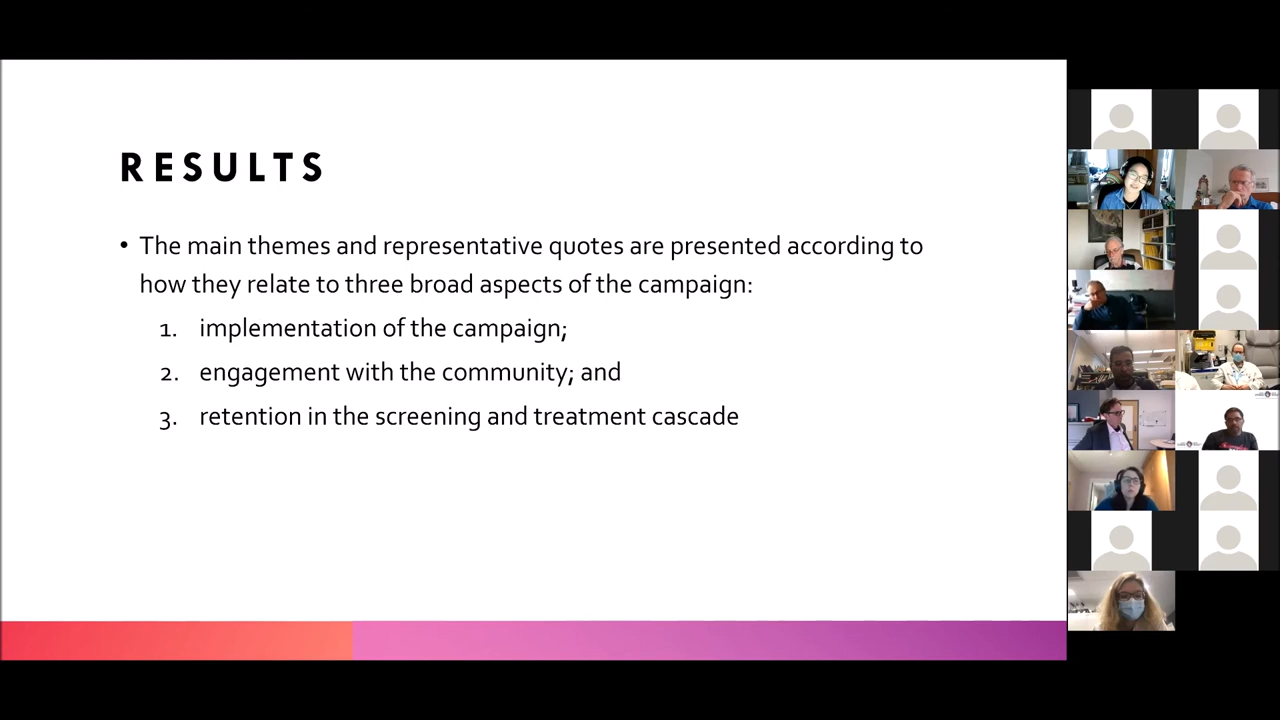 RESULTS
• The main themes and representative quotes are presented according to
how they relate to three broad aspects of the campaign:
1. implementation of the campaign;
2. engagement with the community; and
3. retention in the screening and treatment cascade